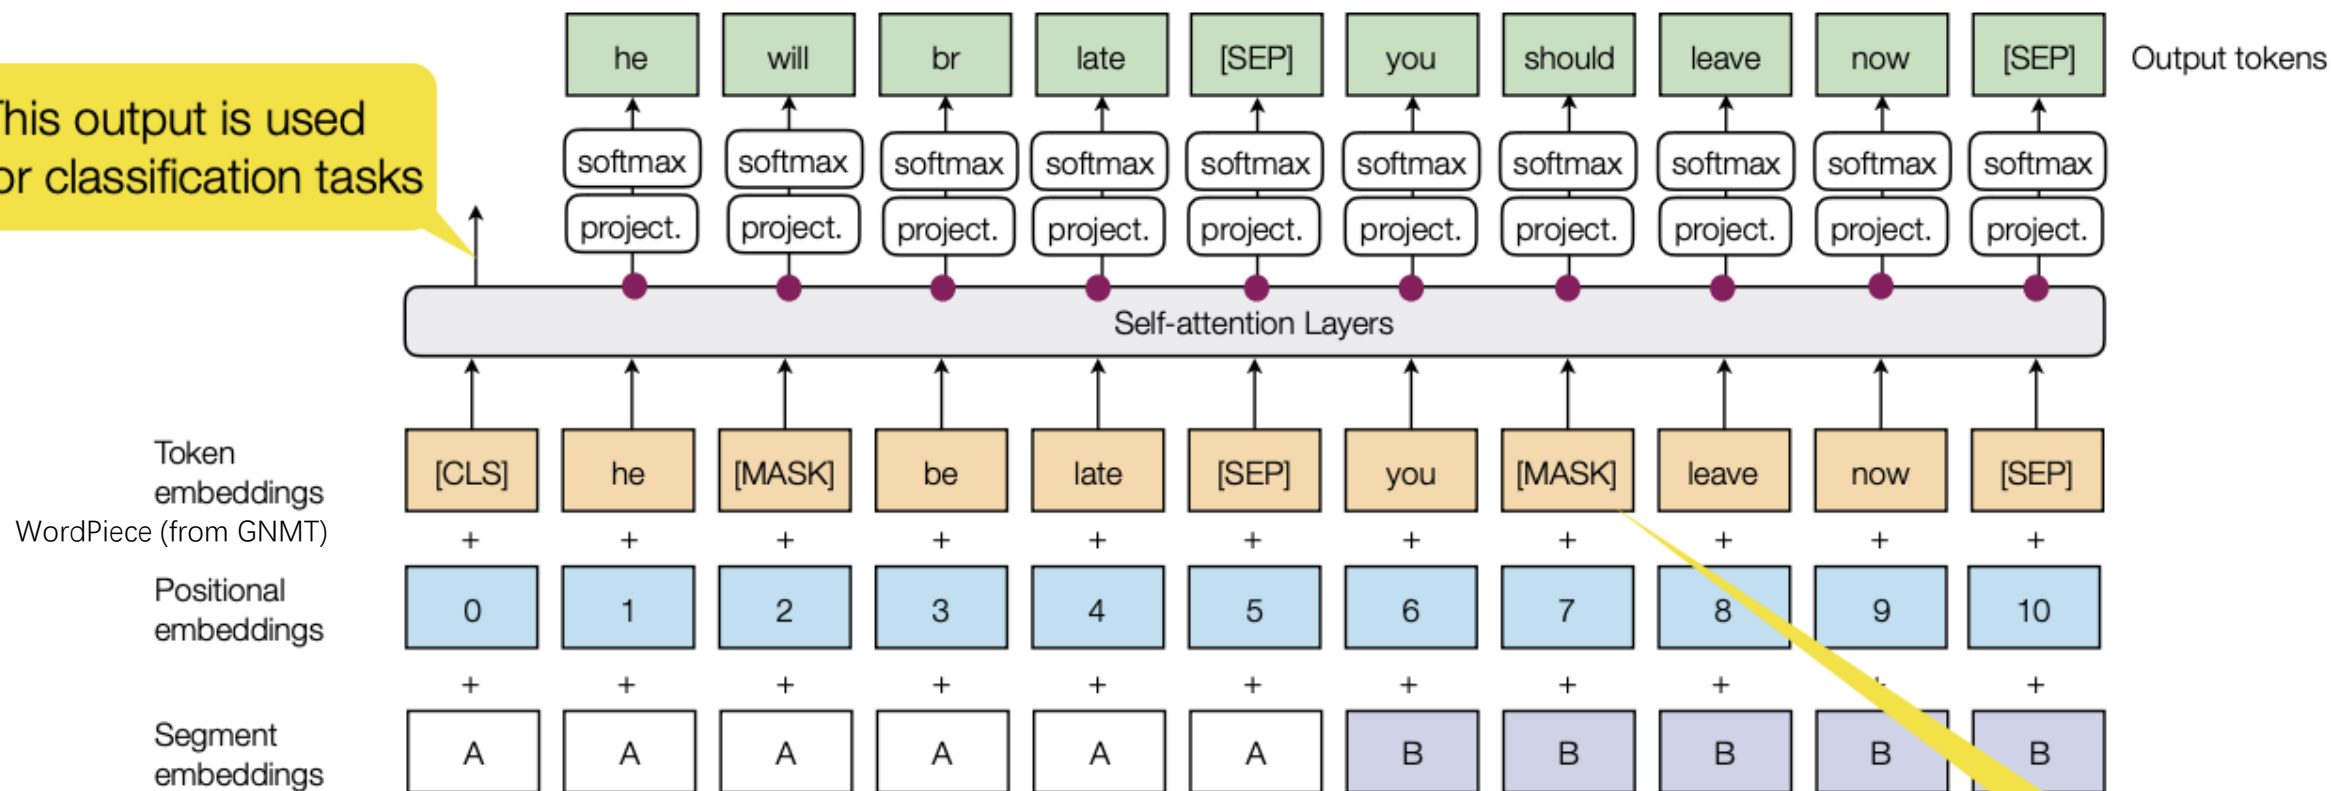 he will br late [SEP] you should leave now [SEP] Output tokens
This output is used
or classification tasks
softmax softmax softmax softmax softmax softmax softmax softmax softmax softmax
project. project. project. project. project. project. project. project. project. project.
Self-attention Layers
Token
embeddings
[CLS] he [MASK] be late [SEP] you [MASK] leave now [SEP]
WordPiece (from GNMT)
+ + + + + + + + + + +
Positional
embeddings
0 1 2 3 4 5 6 7 8 9 10
+ + + + + + + + + + +
Segment
embeddings
A A A A A A B B B B B